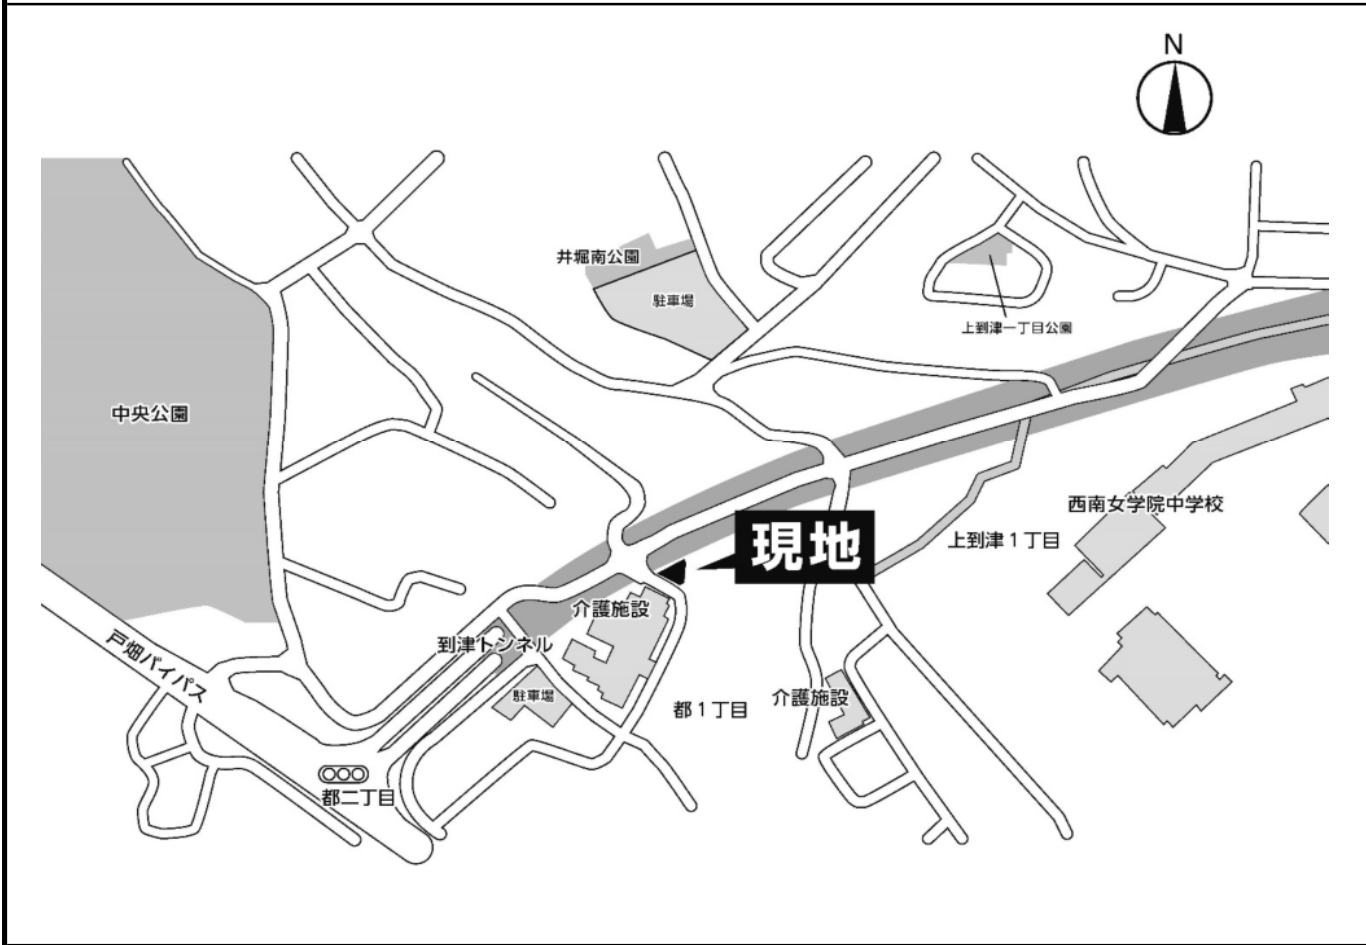 N
井堀南公園
駐車場
上到津一丁目公園
中央公園
西南女学院中学校
現地
上到津1丁目
介護施設
到津トンネル
戸畑バイパス
駐車場
介護施設
都1丁目
都二丁目